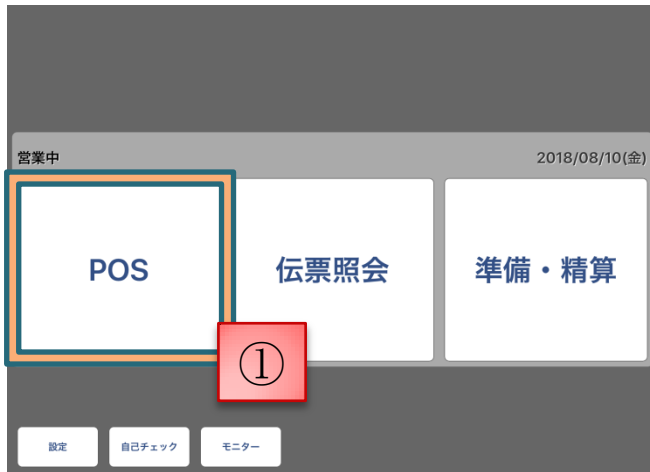 営業中 2018/08/10(金)
POS 伝票照会 準備・精算
①
設定 自己チェック モニター